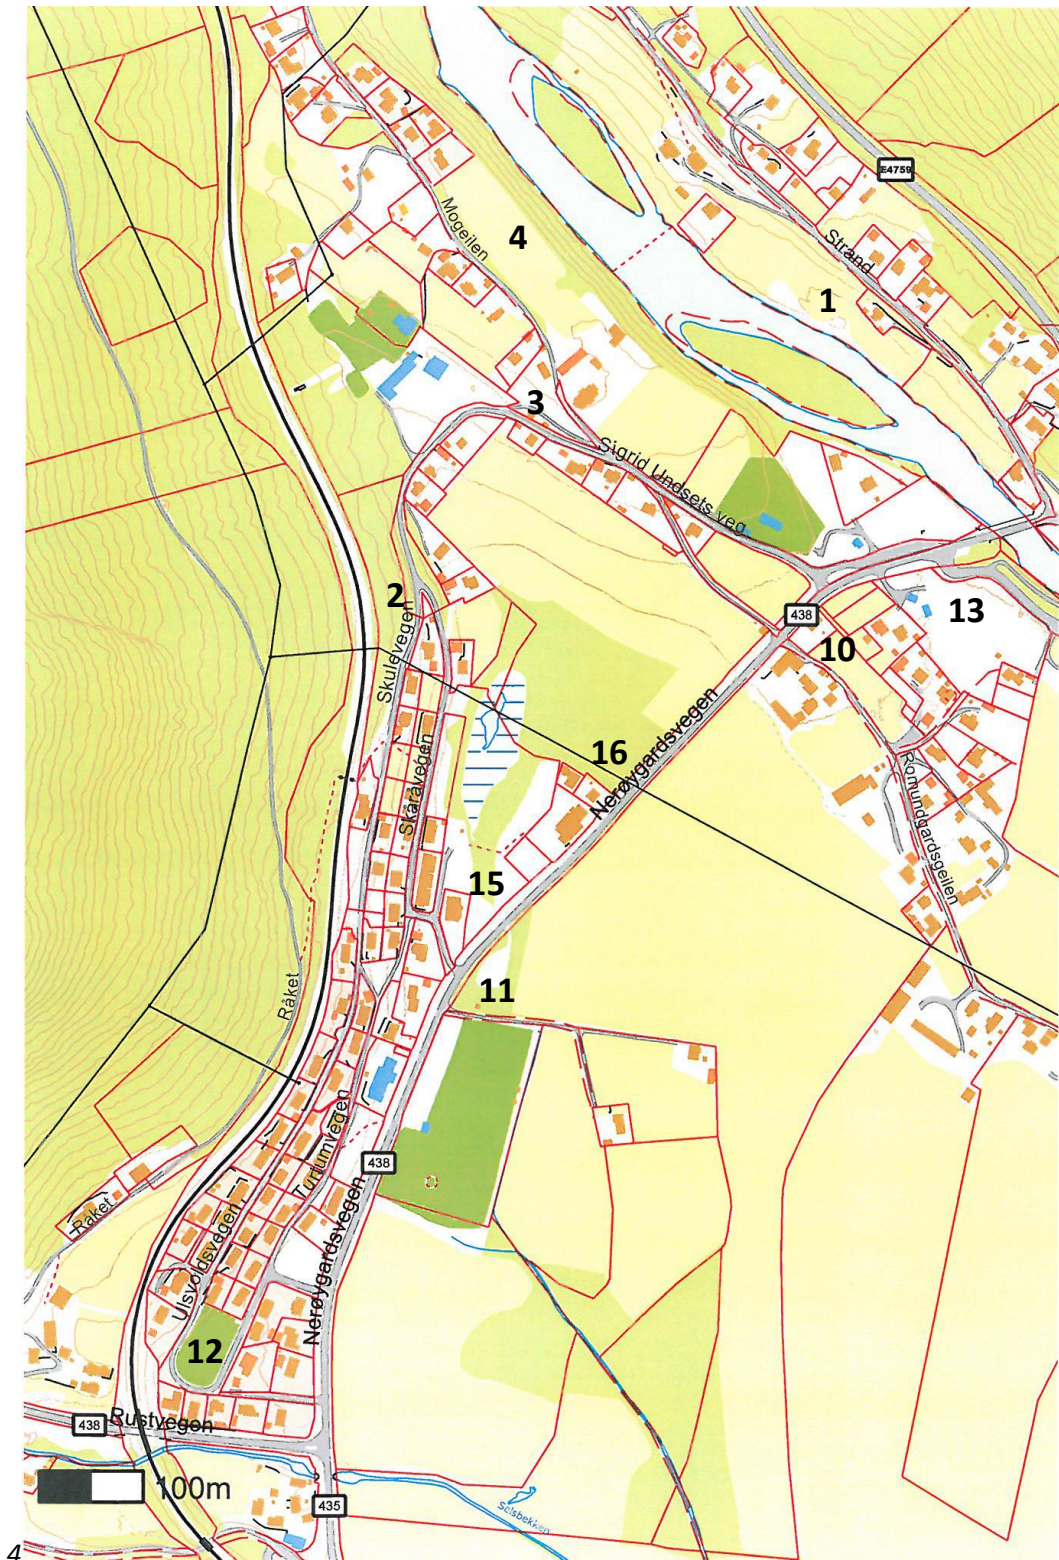 E4759
Mogeilen
4
Strand
1
3
Sigrid Undsets veg
2
Skulevegen
438
10
13
Nerøygardsvegen
16
Skåravegen
Romundgardsgeilen
15
Råket
11
Turtumvegen
438
Råket
Ulsvoldsvegen
Nerøygardsvegen
12
438
Rustvegen
100m
435
Selsbekken
4